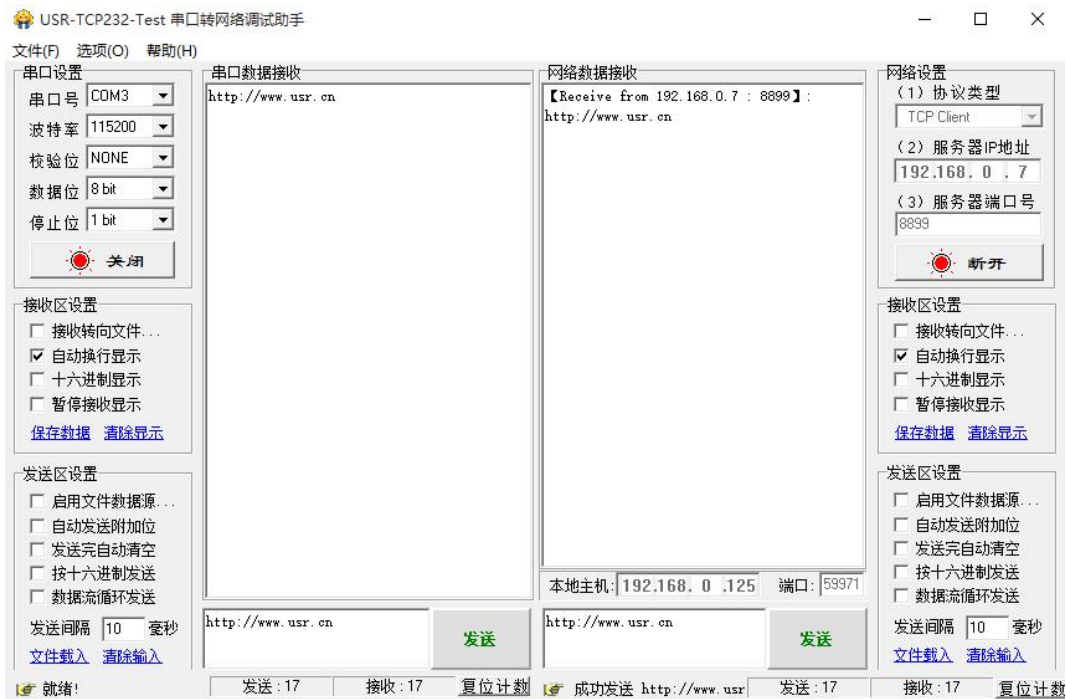 USR-TCP232-Test 串口转网络调试助手
文件(F) 选项(O) 帮助(H)
串口设置
串口号 COM3
波特率 115200
校验位 NONE
数据位 8 bit
停止位 1 bit
关闭
接收区设置
接收转向文件...
自动换行显示
十六进制显示
暂停接收显示
保存数据 清除显示
发送区设置
启用文件数据源...
自动发送附加位
发送完自动清空
按十六进制发送
数据流循环发送
发送间隔 10 毫秒
文件载入 清除输入
串口数据接收
http://www.usr.cn
http://www.usr.cn
发送
网络数据接收
【Receive from 192.168.0.7 : 8899】:
http://www.usr.cn
本地主机: 192.168. 0 .125 端口: 59971
http://www.usr.cn
发送
网络设置
(1) 协议类型
TCP Client
(2) 服务器IP地址
192.168. 0 . 7
(3) 服务器端口号
8899
断开
接收区设置
接收转向文件...
自动换行显示
十六进制显示
暂停接收显示
保存数据 清除显示
发送区设置
启用文件数据源...
自动发送附加位
发送完自动清空
按十六进制发送
数据流循环发送
发送间隔 10 毫秒
文件载入 清除输入
就绪! 发送:17 接收:17 复位计数
成功发送 http://www.usr 发送:17 接收:17 复位计数